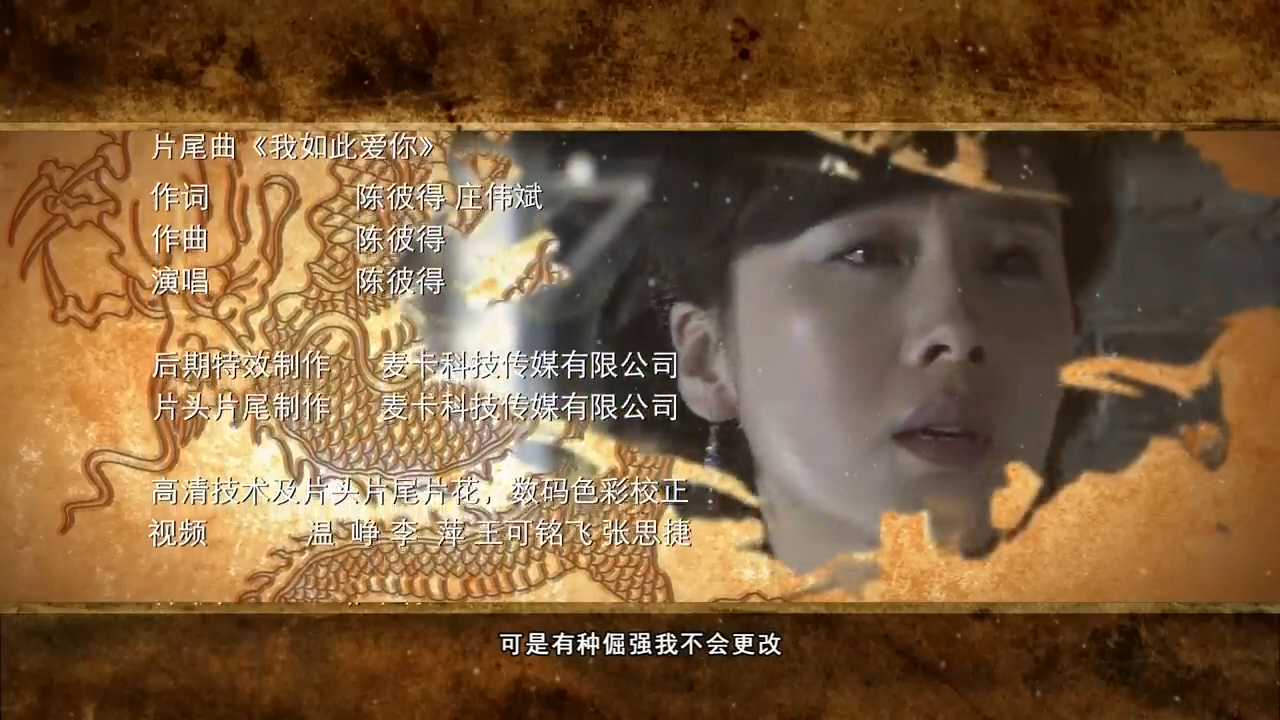 片尾曲《我如此爱你》
作词 陈彼得 庄伟斌
作曲 陈彼得
演唱 陈彼得
后期特效制作 麦卡科技传媒有限公司
片头片尾制作 麦卡科技传媒有限公司
高清技术及片头片尾片花，数码色彩校正
视频 温 峥 李 萍 王可铭飞 张思捷
可是有种倔强我不会更改